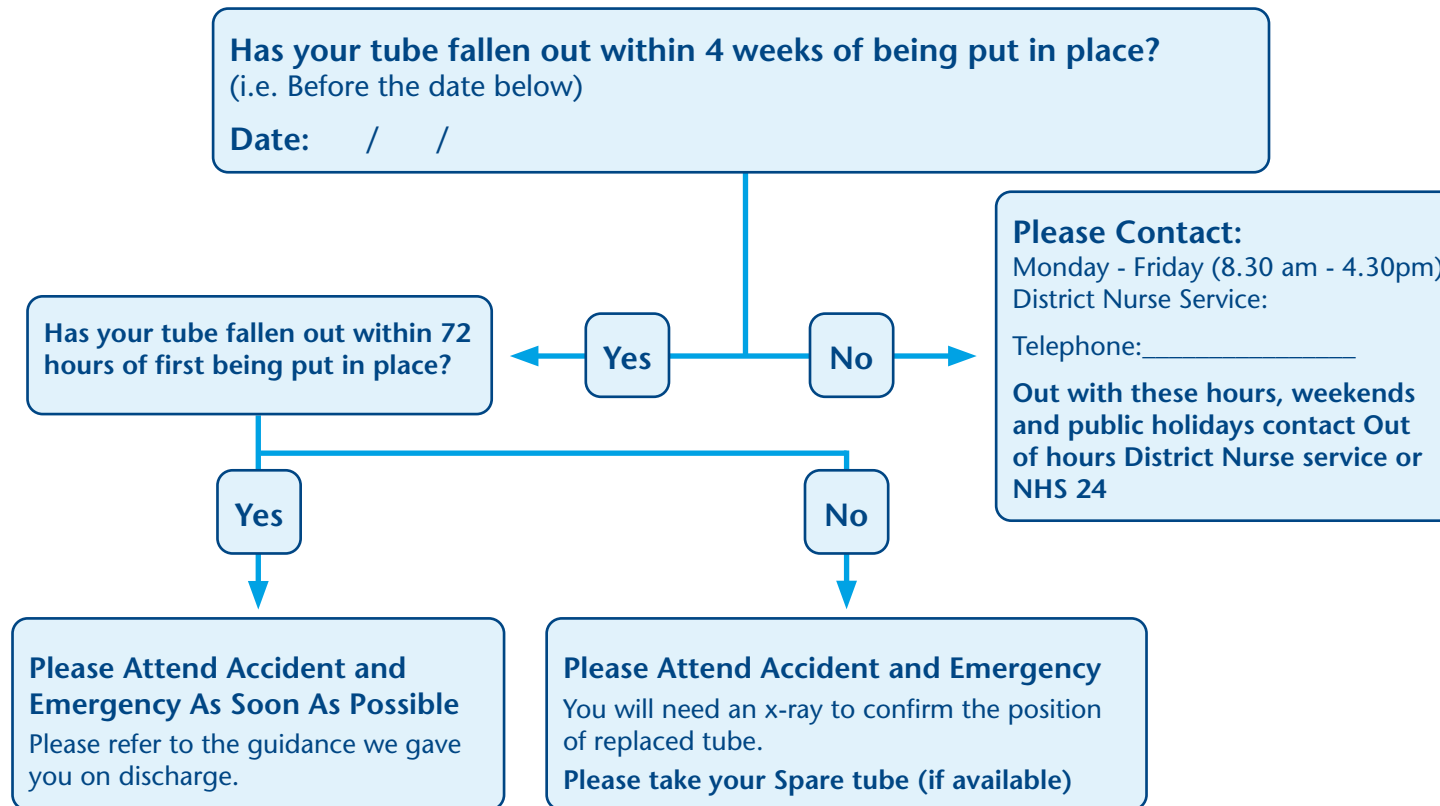 Has your tube fallen out within 4 weeks of being put in place?
(i.e. Before the date below)
Date: / /
Please Contact:
Monday - Friday (8.30 am - 4.30pm)
District Nurse Service:
Telephone:________________
Out with these hours, weekends
and public holidays contact Out
of hours District Nurse service or
NHS 24
Has your tube fallen out within 72
hours of first being put in place?
Yes
No
Yes
No
Please Attend Accident and
Emergency As Soon As Possible
Please refer to the guidance we gave
you on discharge.
Please Attend Accident and Emergency
You will need an x-ray to confirm the position
of replaced tube.
Please take your Spare tube (if available)